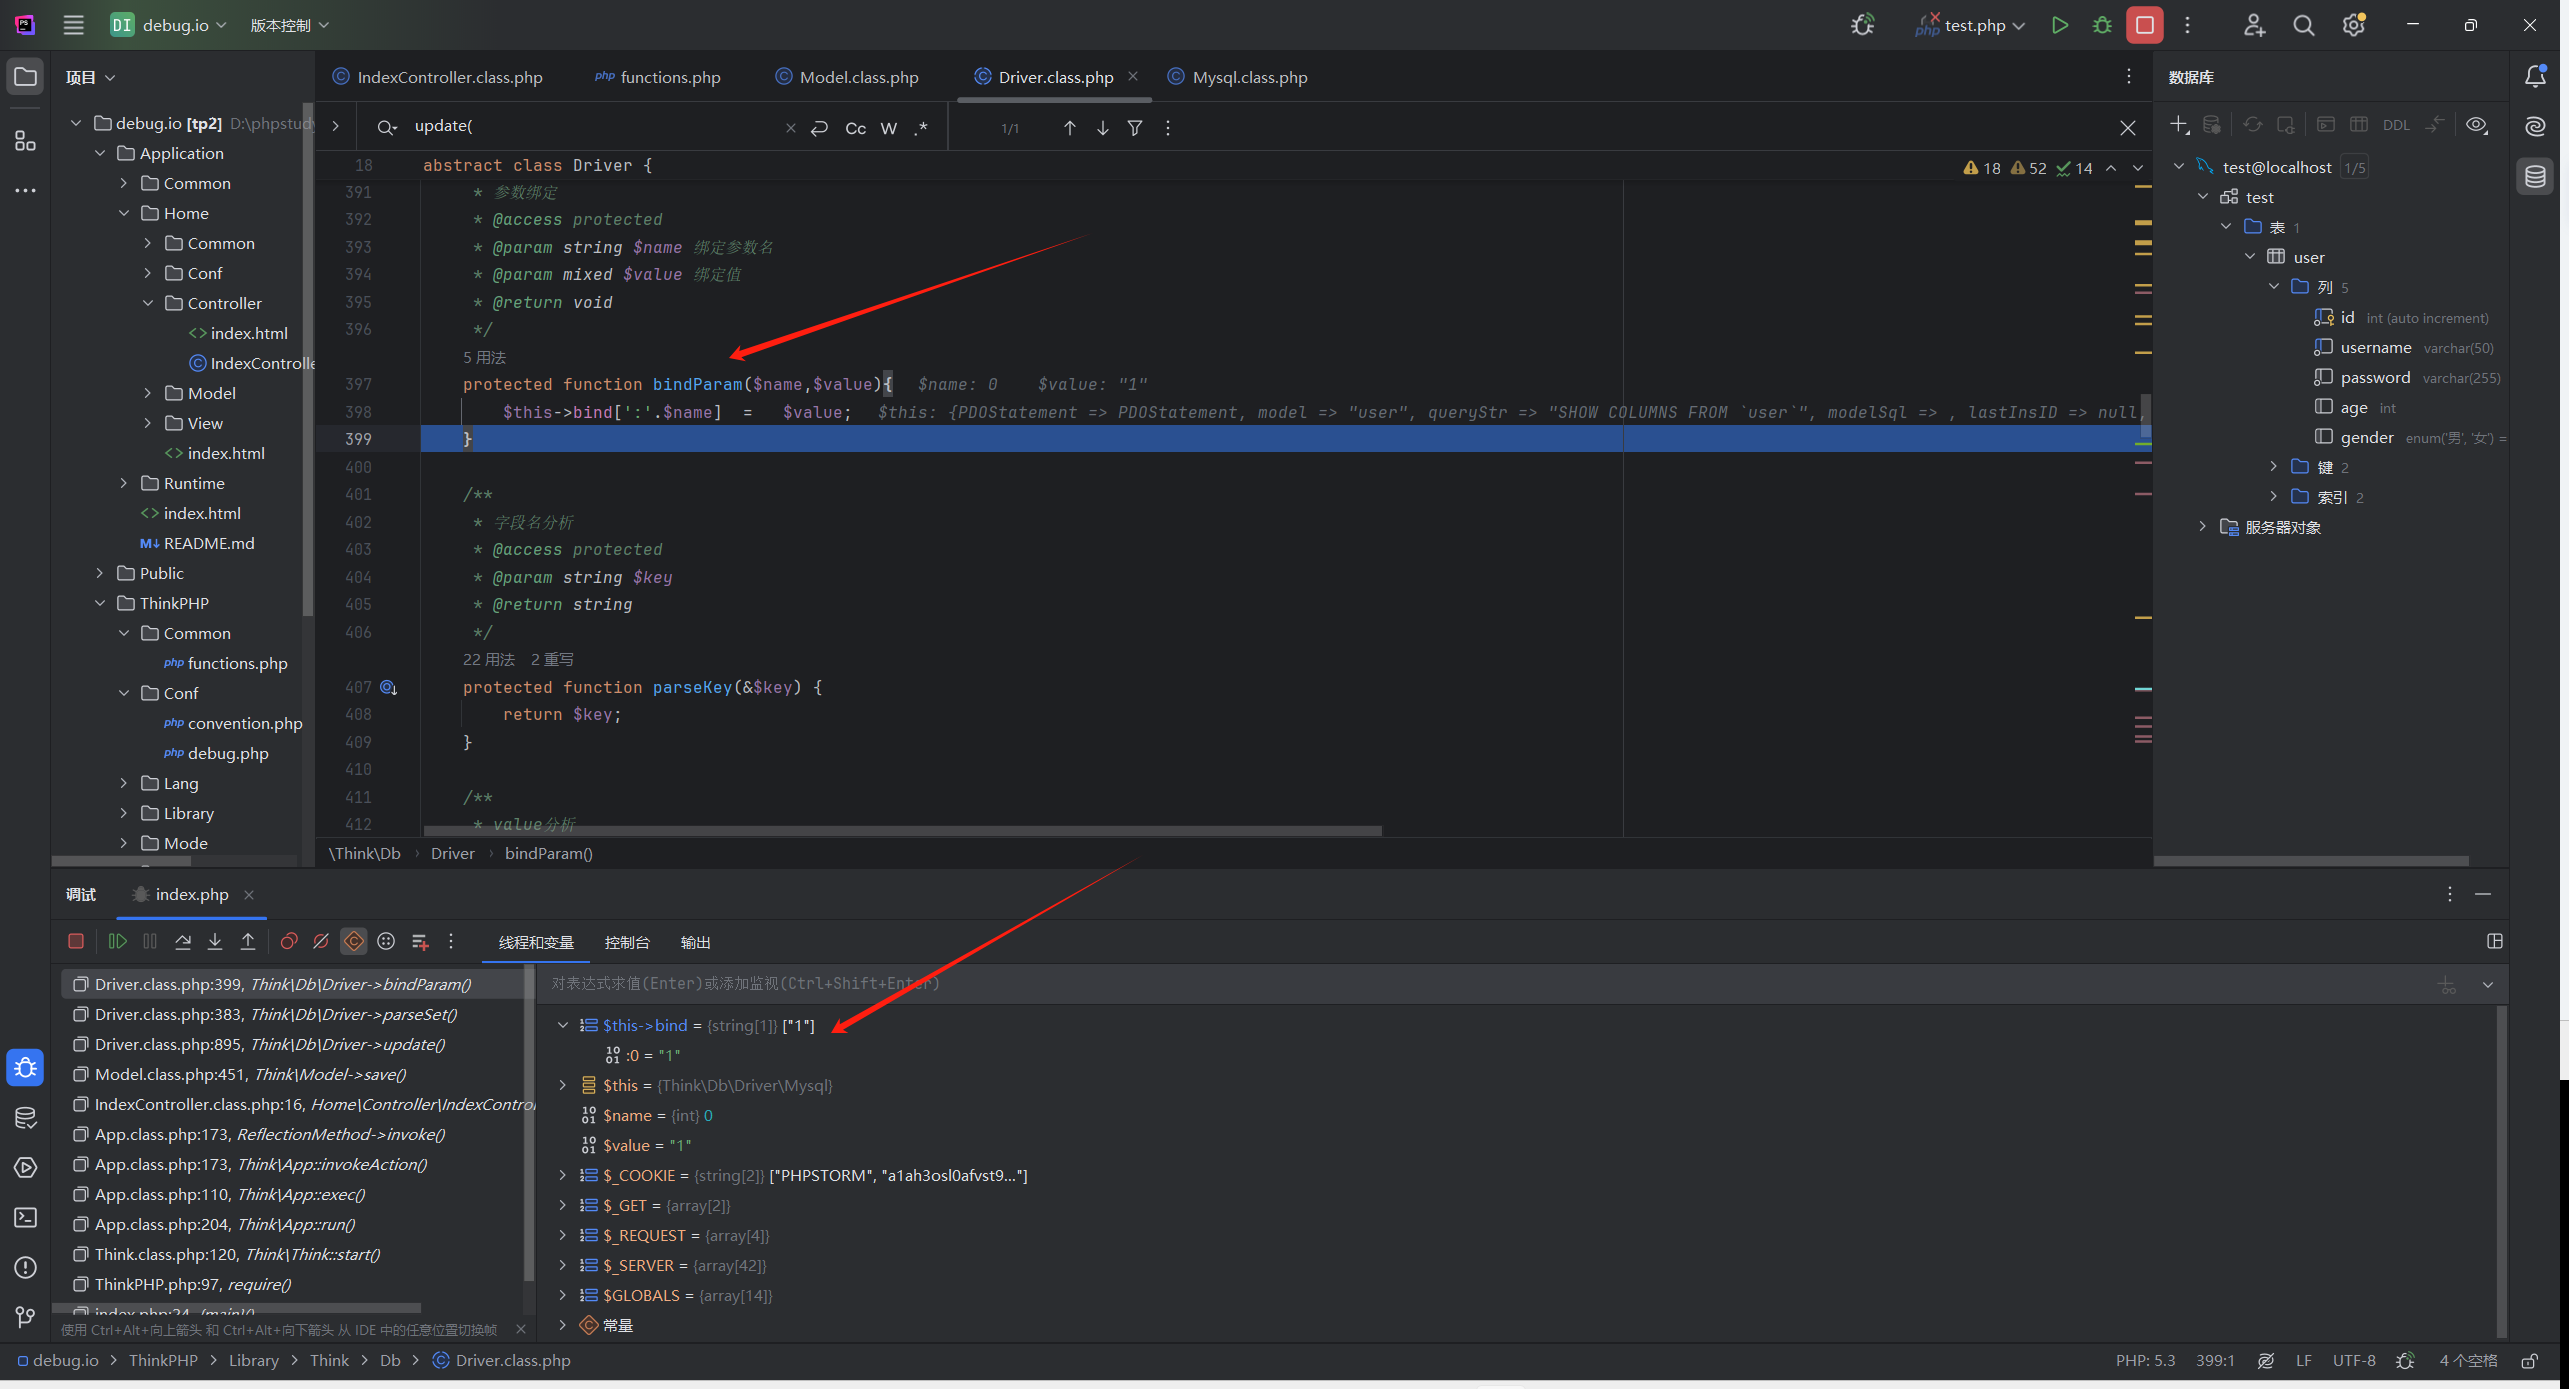 DI debug.io 版本控制 test.php
项目
debug.io [tp2] D:\phpstudy
Application
Common
Home
Common
Conf
Controller
index.html
IndexControlle
Model
View
index.html
Runtime
index.html
README.md
Public
ThinkPHP
Common
functions.php
Conf
convention.php
debug.php
Lang
Library
Mode
IndexController.class.php functions.php Model.class.php Driver.class.php Mysql.class.php
update( Cc W .* 1/1
18 abstract class Driver { 18 52 14
391 * 参数绑定
392 * @access protected
393 * @param string $name 绑定参数名
394 * @param mixed $value 绑定值
395 * @return void
396 */
5 用法
397 protected function bindParam($name,$value){ $name: 0 $value: "1"
398 $this->bind[':'.$name] = $value; $this: {PDOStatement => PDOStatement, model => "user", queryStr => "SHOW COLUMNS FROM `user`", modelSql => , lastInsID => null,
399 }
400
401 /**
402 * 字段名分析
403 * @access protected
404 * @param string $key
405 * @return string
406 */
22 用法 2 重写
407 protected function parseKey(&$key) {
408 return $key;
409 }
410
411 /**
412 * value分析
\Think\Db Driver bindParam()
数据库
DDL
test@localhost 1/5
test
表 1
user
列 5
id int (auto increment)
username varchar(50)
password varchar(255)
age int
gender enum('男', '女') =
键 2
索引 2
服务器对象
调试 index.php
线程和变量 控制台 输出
Driver.class.php:399, Think\Db\Driver->bindParam()
Driver.class.php:383, Think\Db\Driver->parseSet()
Driver.class.php:895, Think\Db\Driver->update()
Model.class.php:451, Think\Model->save()
IndexController.class.php:16, Home\Controller\IndexControl
App.class.php:173, ReflectionMethod->invoke()
App.class.php:173, Think\App::invokeAction()
App.class.php:110, Think\App::exec()
App.class.php:204, Think\App::run()
Think.class.php:120, Think\Think::start()
ThinkPHP.php:97, require()
index.php:24, {main}()
使用 Ctrl+Alt+向上箭头 和 Ctrl+Alt+向下箭头 从 IDE 中的任意位置切换帧
对表达式求值(Enter)或添加监视(Ctrl+Shift+Enter)
$this->bind = {string[1]} ["1"]
:0 = "1"
$this = {Think\Db\Driver\Mysql}
$name = {int} 0
$value = "1"
$_COOKIE = {string[2]} ["PHPSTORM", "a1ah3osl0afvst9..."]
$_GET = {array[2]}
$_REQUEST = {array[4]}
$_SERVER = {array[42]}
$GLOBALS = {array[14]}
常量
debug.io ThinkPHP Library Think Db Driver.class.php PHP: 5.3 399:1 LF UTF-8 4 个空格